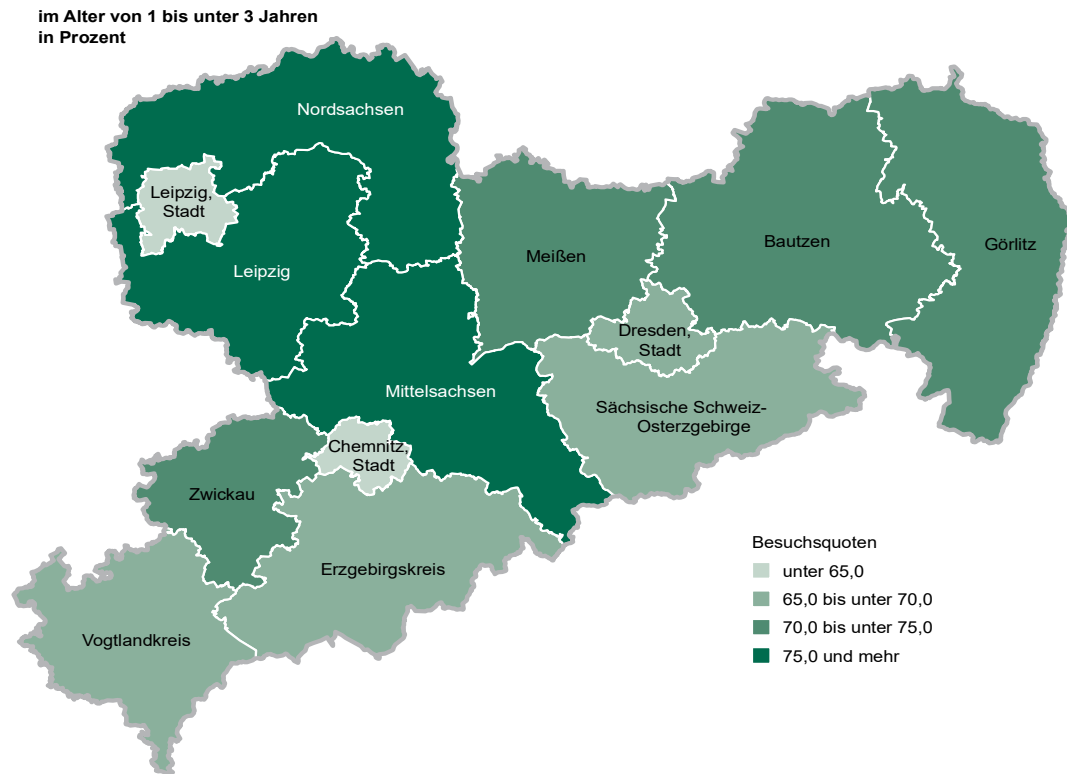 im Alter von 1 bis unter 3 Jahren
in Prozent
Nordsachsen
Leipzig,
Stadt
Leipzig
Meißen
Bautzen
Görlitz
Dresden,
Stadt
Mittelsachsen
Sächsische Schweiz-
Osterzgebirge
Chemnitz,
Stadt
Zwickau
Erzgebirgskreis
Vogtlandkreis
Besuchsquoten
unter 65,0
65,0 bis unter 70,0
70,0 bis unter 75,0
75,0 und mehr